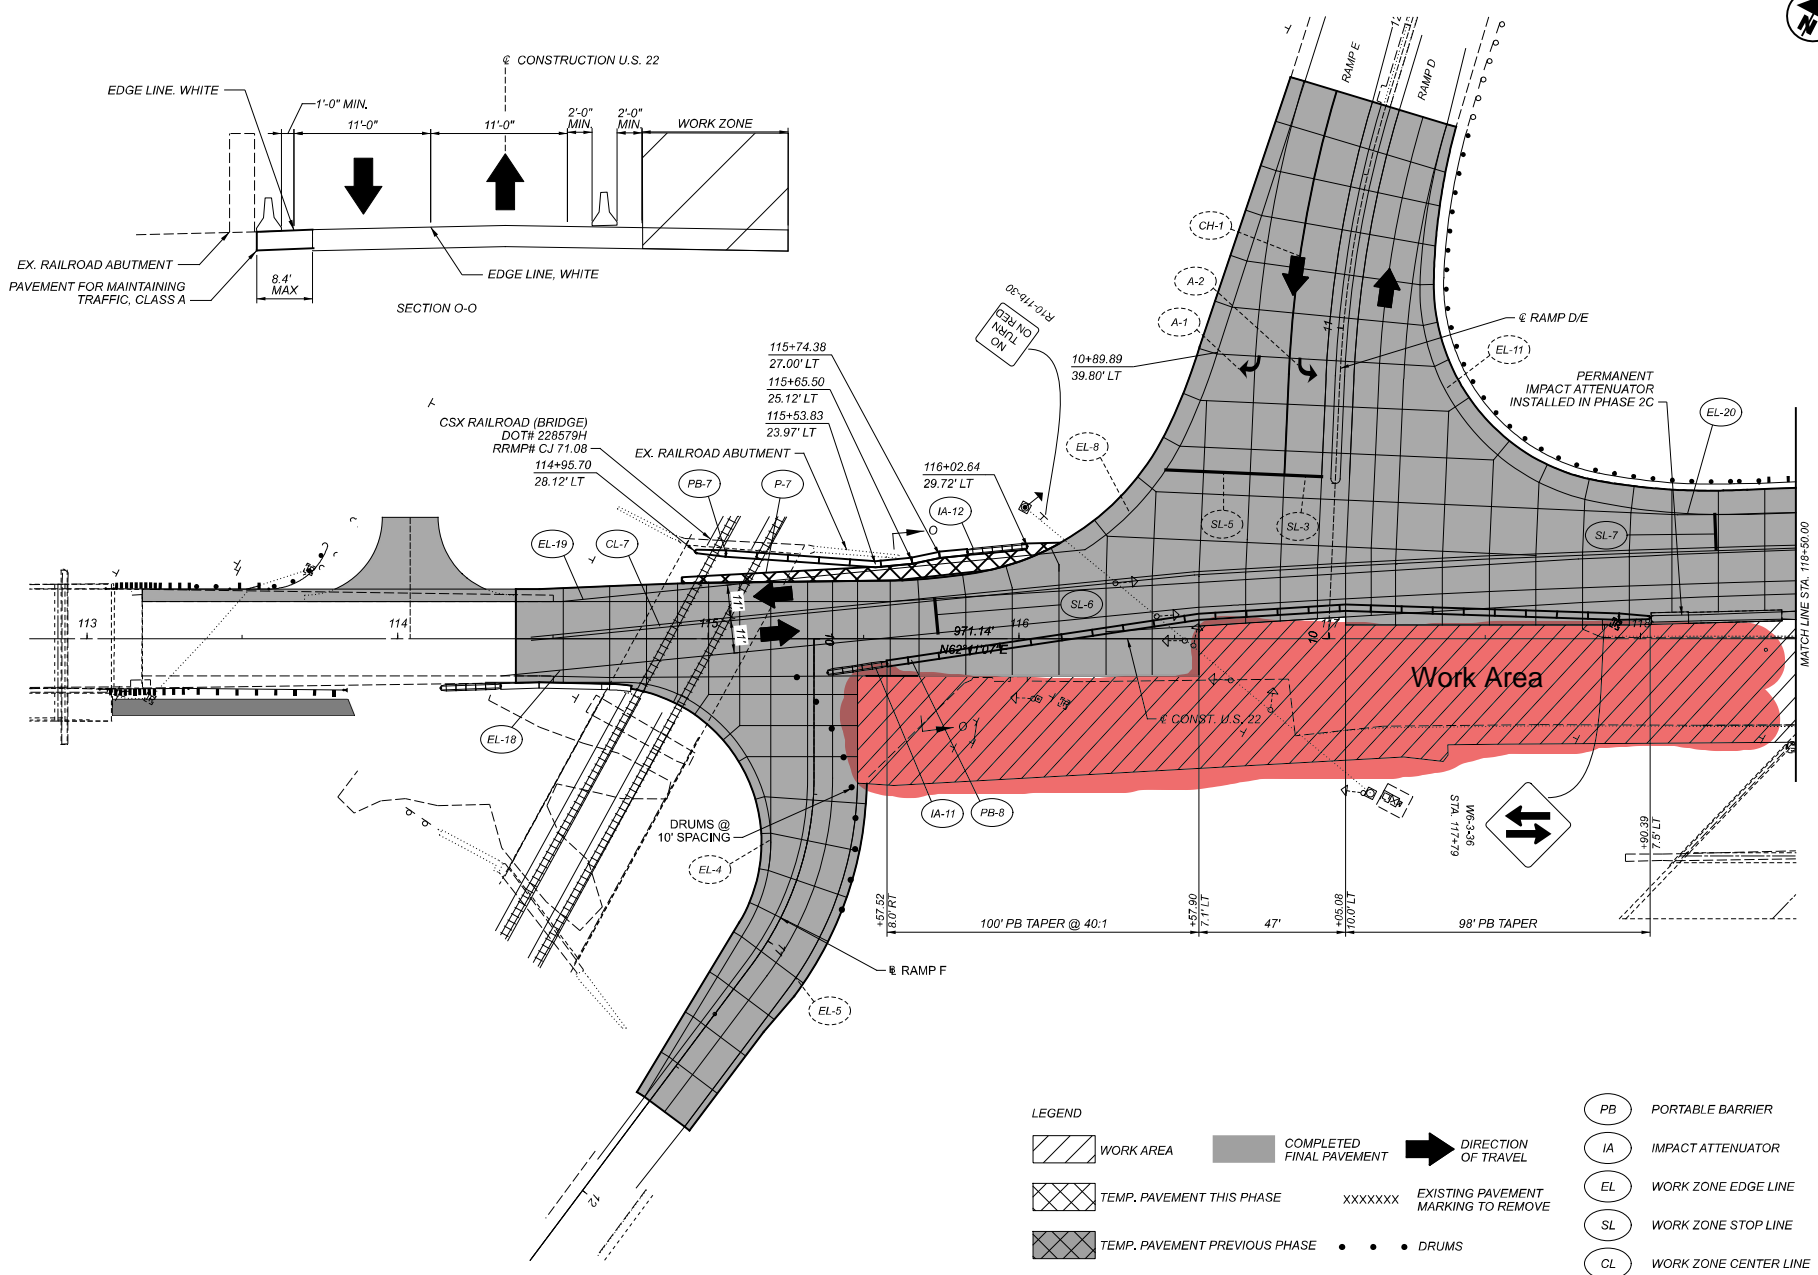 N
℄ CONSTRUCTION U.S. 22
EDGE LINE. WHITE
1'-0" MIN.
11'-0"
11'-0"
2'-0"
MIN.
2'-0"
MIN.
WORK ZONE
EX. RAILROAD ABUTMENT
PAVEMENT FOR MAINTAINING
TRAFFIC, CLASS A
8.4'
MAX
EDGE LINE, WHITE
SECTION O-O
RAMP E
RAMP D
12
CH-1
A-2
A-1
11
℄ RAMP D/E
EL-11
R10-11b-30
NO
TURN
ON RED
10+89.89
39.80' LT
PERMANENT
IMPACT ATTENUATOR
INSTALLED IN PHASE 2C
EL-20
115+74.38
27.00' LT
115+65.50
25.12' LT
115+53.83
23.97' LT
CSX RAILROAD (BRIDGE)
DOT# 228579H
RRMP# CJ 71.08
114+95.70
28.12' LT
EX. RAILROAD ABUTMENT
116+02.64
29.72' LT
EL-8
PB-7
P-7
IA-12
O
SL-5
SL-3
SL-7
EL-19
CL-7
SL-6
MATCH LINE STA. 118+50.00
113
114
115
116
117
118
11'
11'
10
10
971.14'
N62°11'07"E
Work Area
℄ CONST. U.S. 22
O
EL-18
IA-11
PB-8
DRUMS @
10' SPACING
EL-4
W6-3-36
STA. 117+79
+57.52
8.0' RT
100' PB TAPER @ 40:1
+57.90
7.1' LT
47'
+05.08
10.0' LT
98' PB TAPER
+90.39
7.5' LT
RAMP F
EL-5
12
LEGEND
WORK AREA
COMPLETED
FINAL PAVEMENT
DIRECTION
OF TRAVEL
TEMP. PAVEMENT THIS PHASE
XXXXXXX
EXISTING PAVEMENT
MARKING TO REMOVE
TEMP. PAVEMENT PREVIOUS PHASE
DRUMS
PB PORTABLE BARRIER
IA IMPACT ATTENUATOR
EL WORK ZONE EDGE LINE
SL WORK ZONE STOP LINE
CL WORK ZONE CENTER LINE